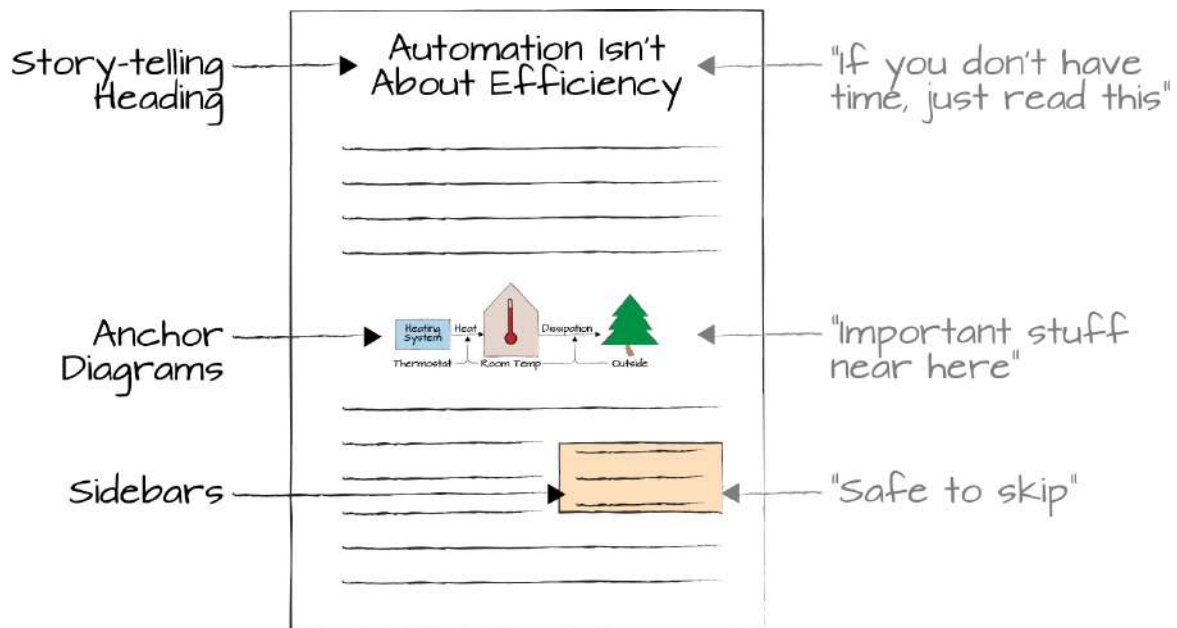 Story-telling
Heading
Automation Isn't
About Efficiency
"If you don't have
time, just read this"
Anchor
Diagrams
Heating
System
Heat
Dissipation
Thermostat
Room Temp
Outside
"Important stuff
near here"
Sidebars
"Safe to skip"